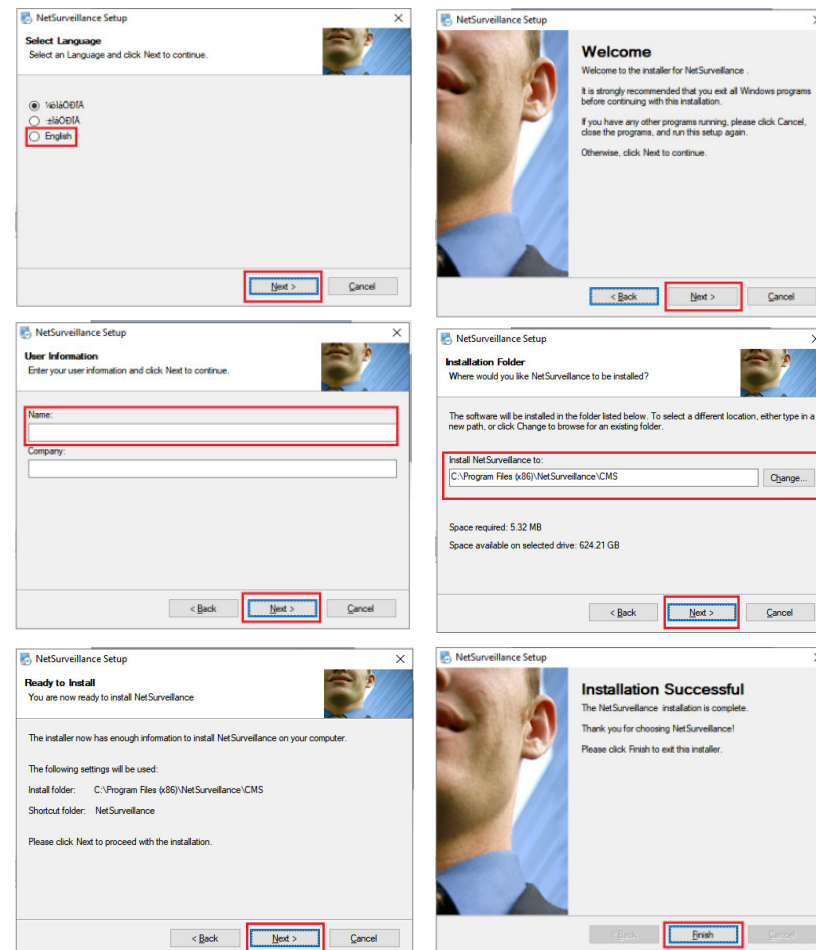 NetSurveillance Setup
Select Language
Select an Language and click Next to continue.
¼òÌåÖÐÎÄ
·±ÌåÖÐÎÄ
English
Next >
Cancel
NetSurveillance Setup
Welcome
Welcome to the installer for NetSurveillance .
It is strongly recommended that you exit all Windows programs
before continuing with this installation.
If you have any other programs running, please click Cancel,
close the programs, and run this setup again.
Otherwise, click Next to continue.
< Back
Next >
Cancel
NetSurveillance Setup
User Information
Enter your user information and click Next to continue.
Name:
Company:
< Back
Next >
Cancel
NetSurveillance Setup
Installation Folder
Where would you like NetSurveillance to be installed?
The software will be installed in the folder listed below. To select a different location, either type in a
new path, or click Change to browse for an existing folder.
Install NetSurveillance to:
C:\Program Files (x86)\NetSurveillance\CMS
Change...
Space required: 5.32 MB
Space available on selected drive: 624.21 GB
< Back
Next >
Cancel
NetSurveillance Setup
Ready to Install
You are now ready to install NetSurveillance
The installer now has enough information to install NetSurveillance on your computer.
The following settings will be used:
Install folder: C:\Program Files (x86)\NetSurveillance\CMS
Shortcut folder: NetSurveillance
Please click Next to proceed with the installation.
< Back
Next >
Cancel
NetSurveillance Setup
Installation Successful
The NetSurveillance installation is complete.
Thank you for choosing NetSurveillance!
Please click Finish to exit this installer.
< Back
Finish
Cancel